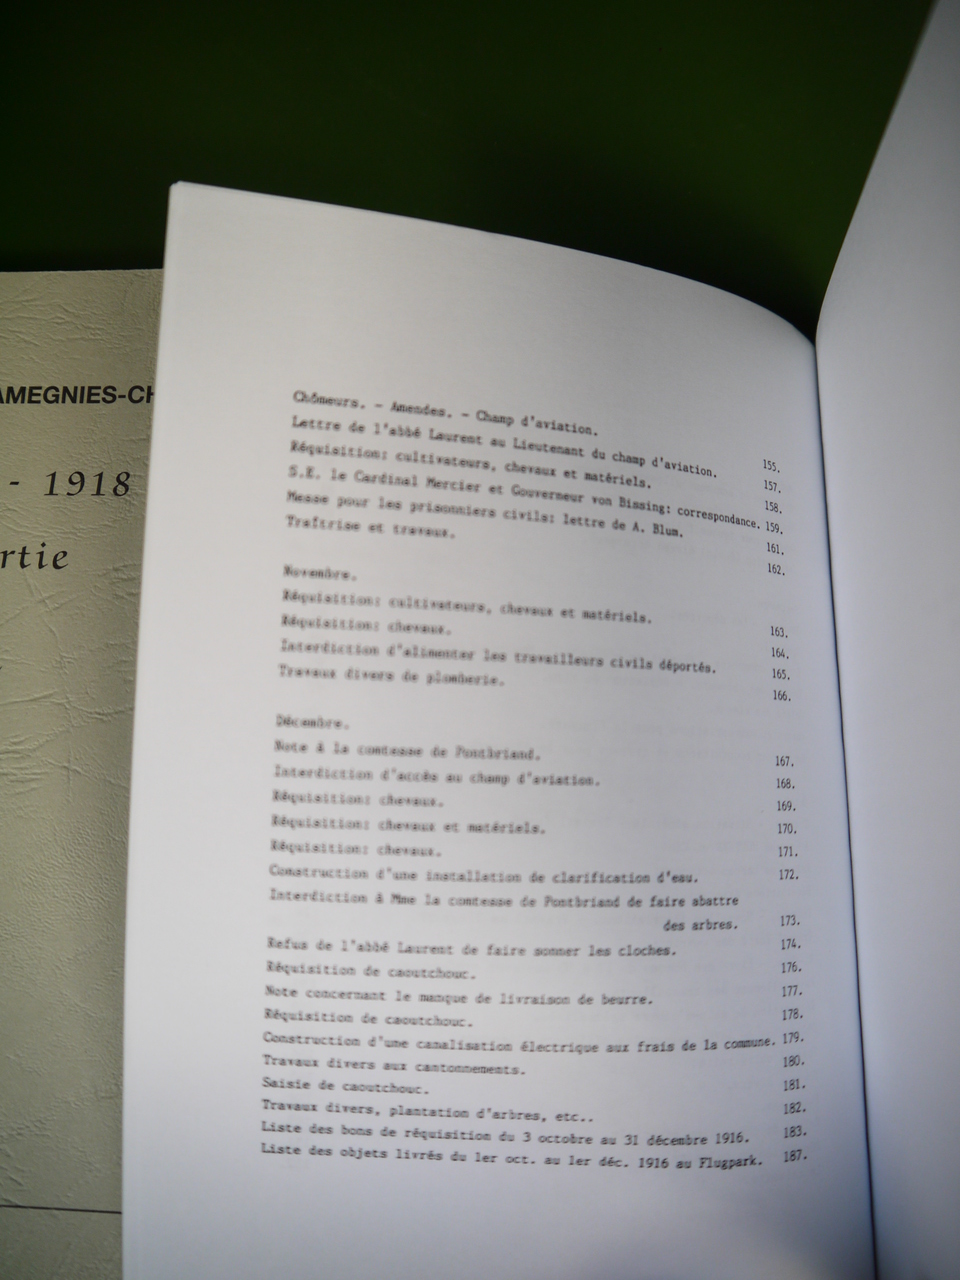 AMEGNIES-CH
- 1918
rtie
Chômeurs. - Amendes. - Champ d'aviation. 155.
Lettre de l'abbé Laurent au Lieutenant du champ d'aviation. 157.
Réquisition: cultivateurs, chevaux et matériels. 158.
S.E. le Cardinal Mercier et Gouverneur von Bissing: correspondance. 159.
Messe pour les prisonniers civils: lettre de A. Blum. 161.
Traîtrise et travaux. 162.
Novembre.
Réquisition: cultivateurs, chevaux et matériels. 163.
Réquisition: chevaux. 164.
Interdiction d'alimenter les travailleurs civils déportés. 165.
Travaux divers de plomberie. 166.
Décembre.
Note à la comtesse de Pontbriand. 167.
Interdiction d'accès au champ d'aviation. 168.
Réquisition: chevaux. 169.
Réquisition: chevaux et matériels. 170.
Réquisition: chevaux. 171.
Construction d'une installation de clarification d'eau. 172.
Interdiction à Mme la comtesse de Pontbriand de faire abattre
des arbres. 173.
Refus de l'abbé Laurent de faire sonner les cloches. 174.
Réquisition de caoutchouc. 176.
Note concernant le manque de livraison de beurre. 177.
Réquisition de caoutchouc. 178.
Construction d'une canalisation électrique aux frais de la commune. 179.
Travaux divers aux cantonnements. 180.
Saisie de caoutchouc. 181.
Travaux divers, plantation d'arbres, etc.. 182.
Liste des bons de réquisition du 3 octobre au 31 décembre 1916. 183.
Liste des objets livrés du 1er oct. au 1er déc. 1916 au Flugpark. 187.